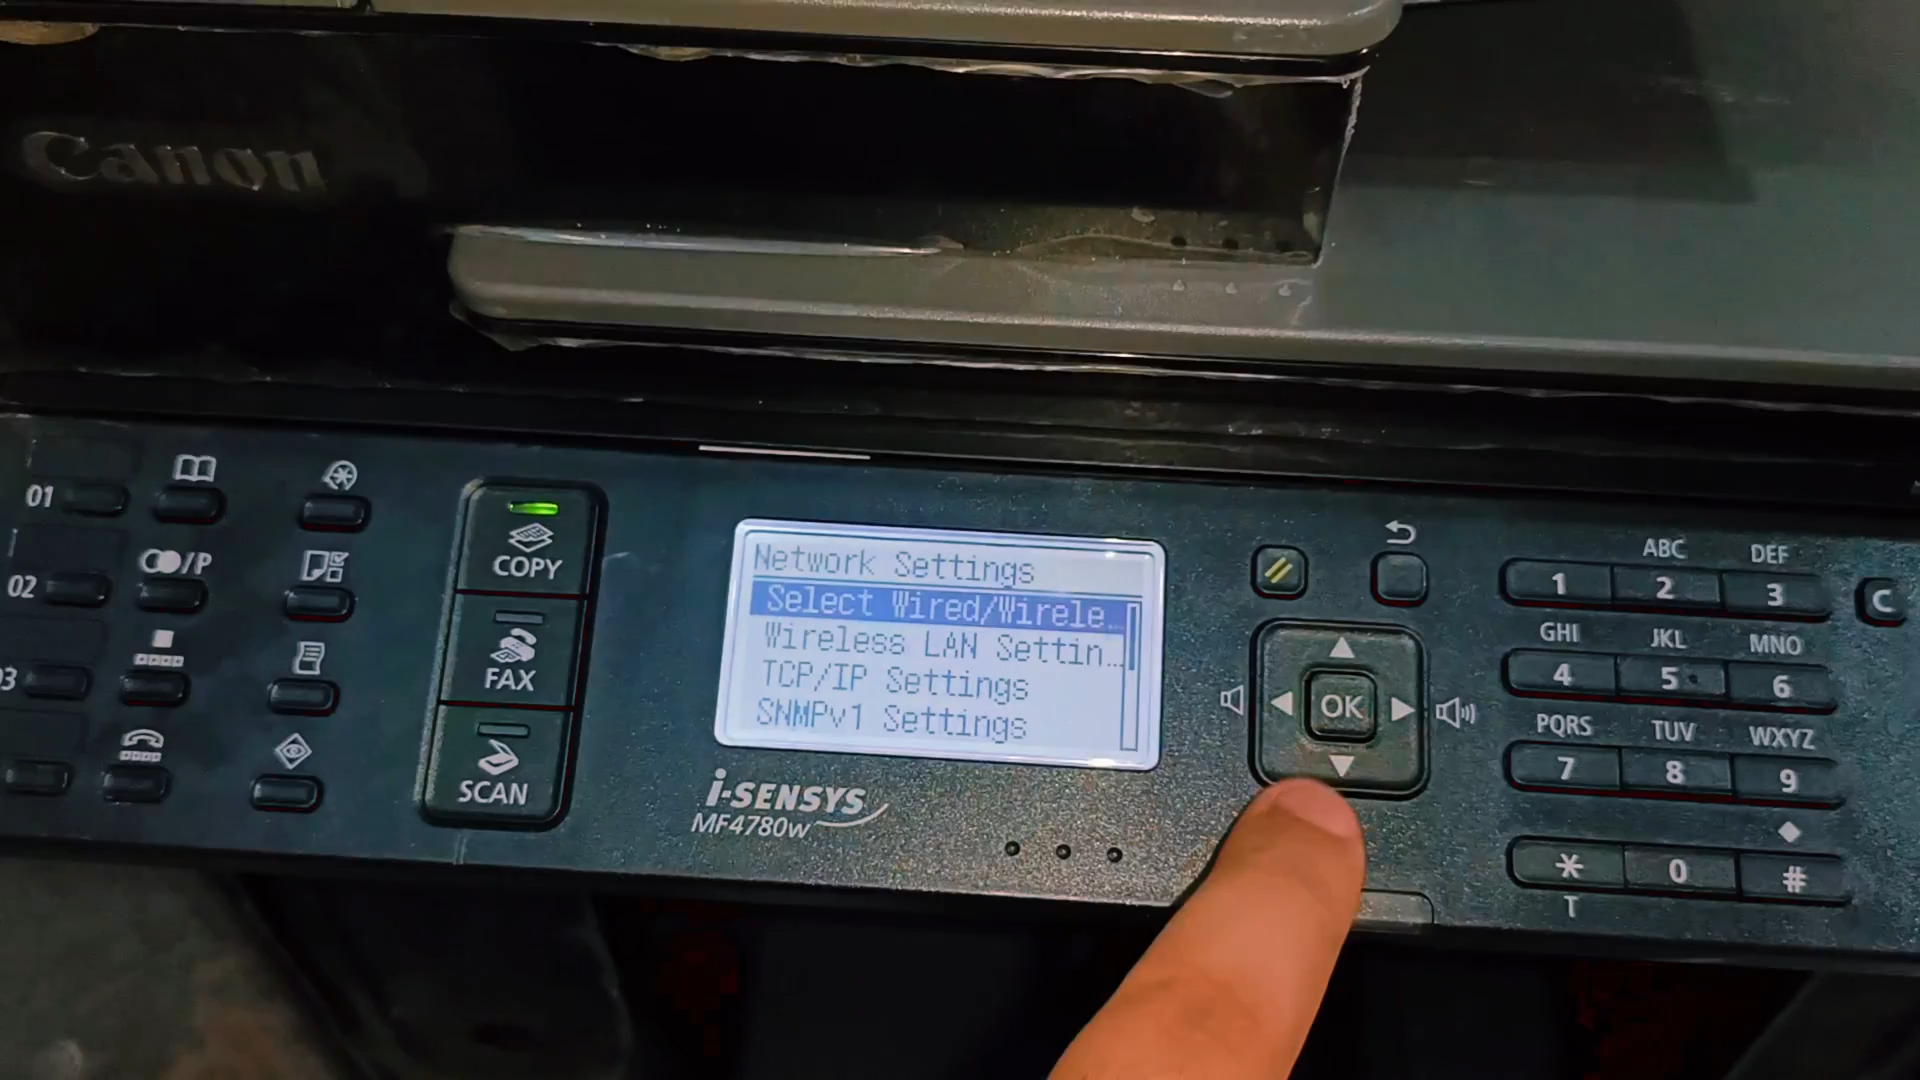 Canon
01
02
03
/P
COPY
FAX
SCAN
Network Settings
Select Wired/Wirele...
Wireless LAN Settin...
TCP/IP Settings
SNMPv1 Settings
i-SENSYS
MF4780w
OK
ABC DEF
1 2 3
C
GHI JKL MNO
4 5 6
PQRS TUV WXYZ
7 8 9
* 0 #
T